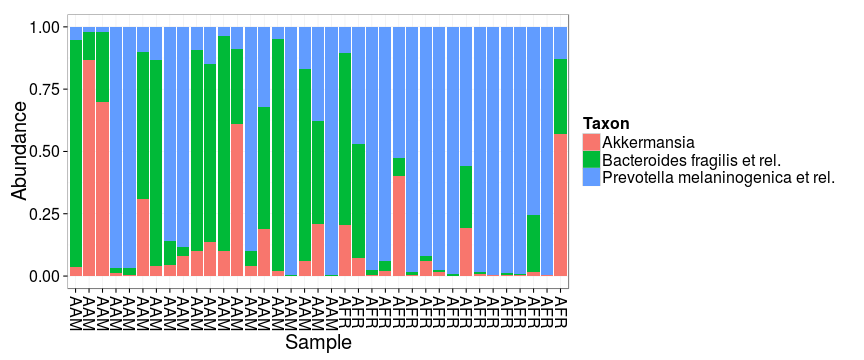 1.00
0.75
0.50
0.25
0.00
Abundance
AAM AAM AAM AAM AAM AAM AAM AAM AAM AAM AAM AAM AAM AAM AAM AAM AAM AAM AAM AAM AFR AFR AFR AFR AFR AFR AFR AFR AFR AFR AFR AFR AFR AFR AFR AFR AFR
Sample
Taxon
Akkermansia
Bacteroides fragilis et rel.
Prevotella melaninogenica et rel.